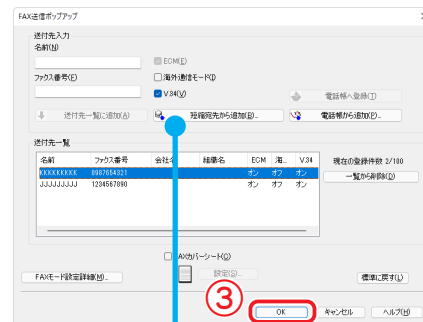 FAX送信ポップアップ
送付先入力
名前(N)
ECM(E)
ファクス番号(F)
海外通信モード(O)
V.34(V)
電話帳へ登録(T)
送付先一覧に追加(A)
短縮宛先から追加(B)...
電話帳から追加(P)...
送付先一覧
名前 ファクス番号 会社名 組織名 ECM 海... V.34
KKKKKKKKK 0987654321 オン オフ オン
JJJJJJJJJ 1234567890 オン オフ オン
現在の登録件数 2/100
一覧から削除(D)
FAXカバーシート(C)
FAXモード設定詳細(M)...
設定(S)...
標準に戻す(L)
③
OK
キャンセル
ヘルプ(H)